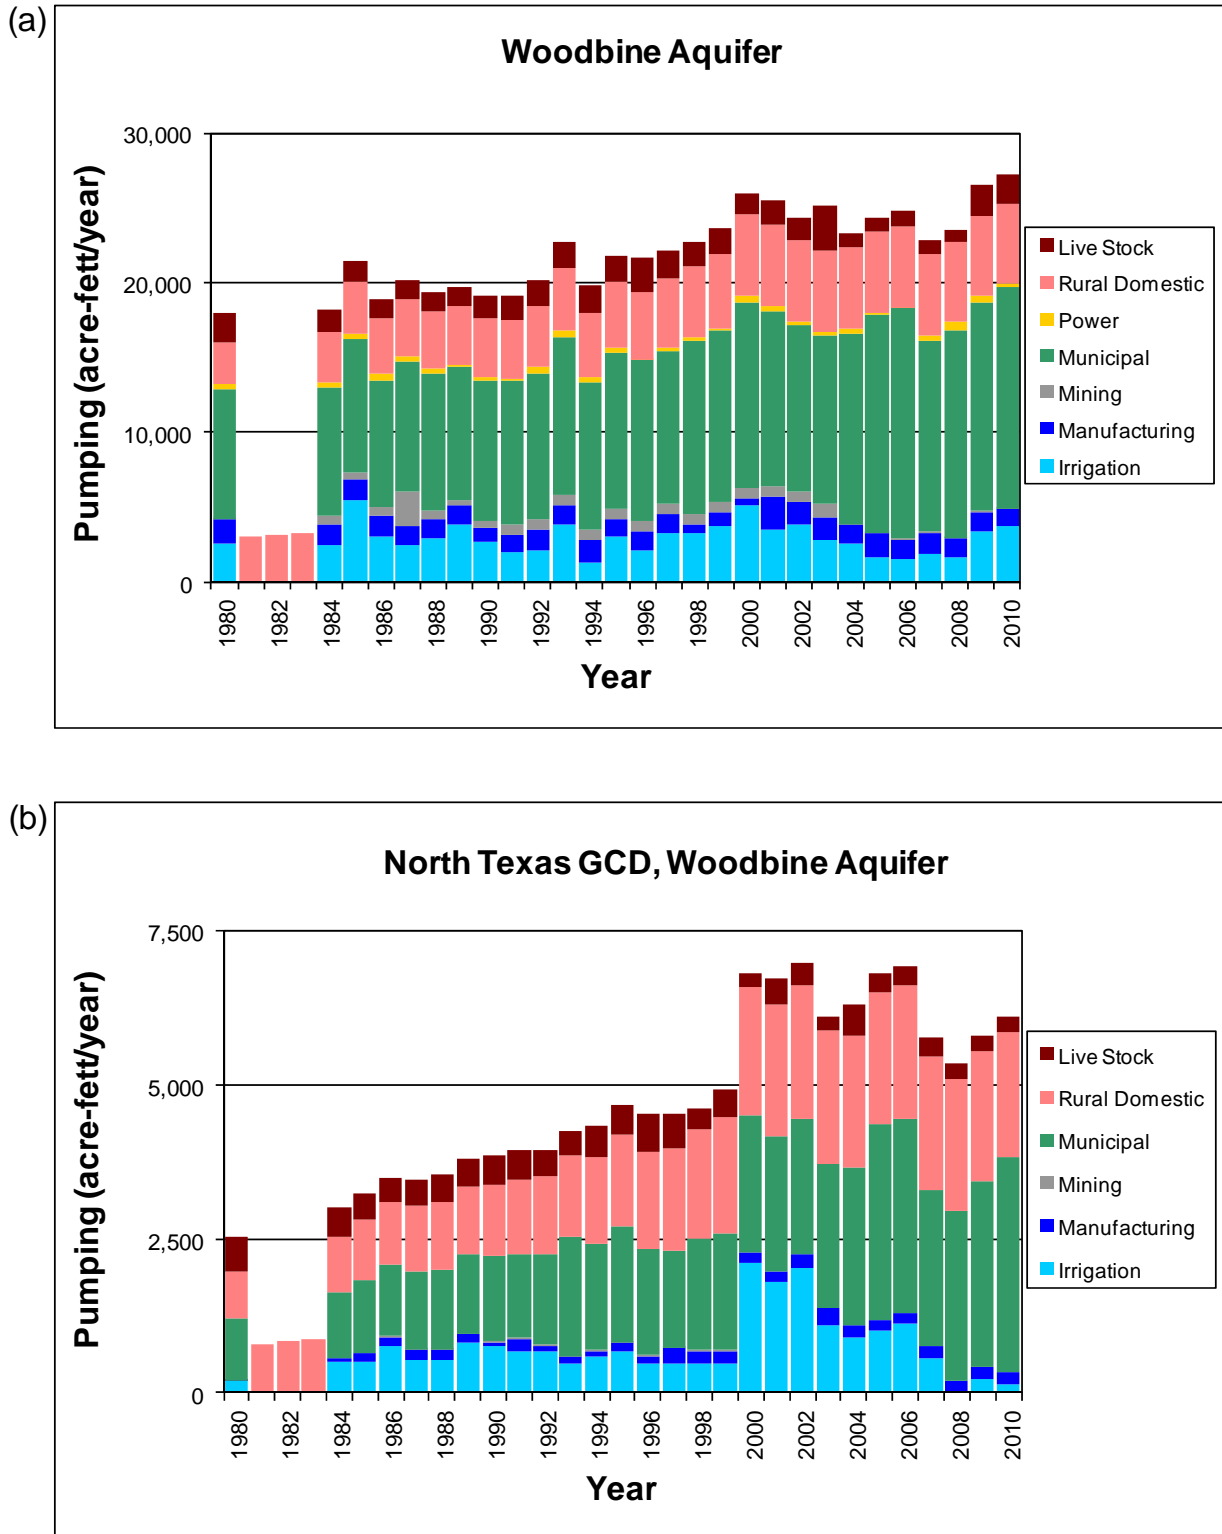 (a)
Woodbine Aquifer
Pumping (acre-fett/year)
30,000
20,000
10,000
0
1980
1982
1984
1986
1988
1990
1992
1994
1996
1998
2000
2002
2004
2006
2008
2010
Year
Live Stock
Rural Domestic
Power
Municipal
Mining
Manufacturing
Irrigation
(b)
North Texas GCD, Woodbine Aquifer
Pumping (acre-fett/year)
7,500
5,000
2,500
0
1980
1982
1984
1986
1988
1990
1992
1994
1996
1998
2000
2002
2004
2006
2008
2010
Year
Live Stock
Rural Domestic
Municipal
Mining
Manufacturing
Irrigation